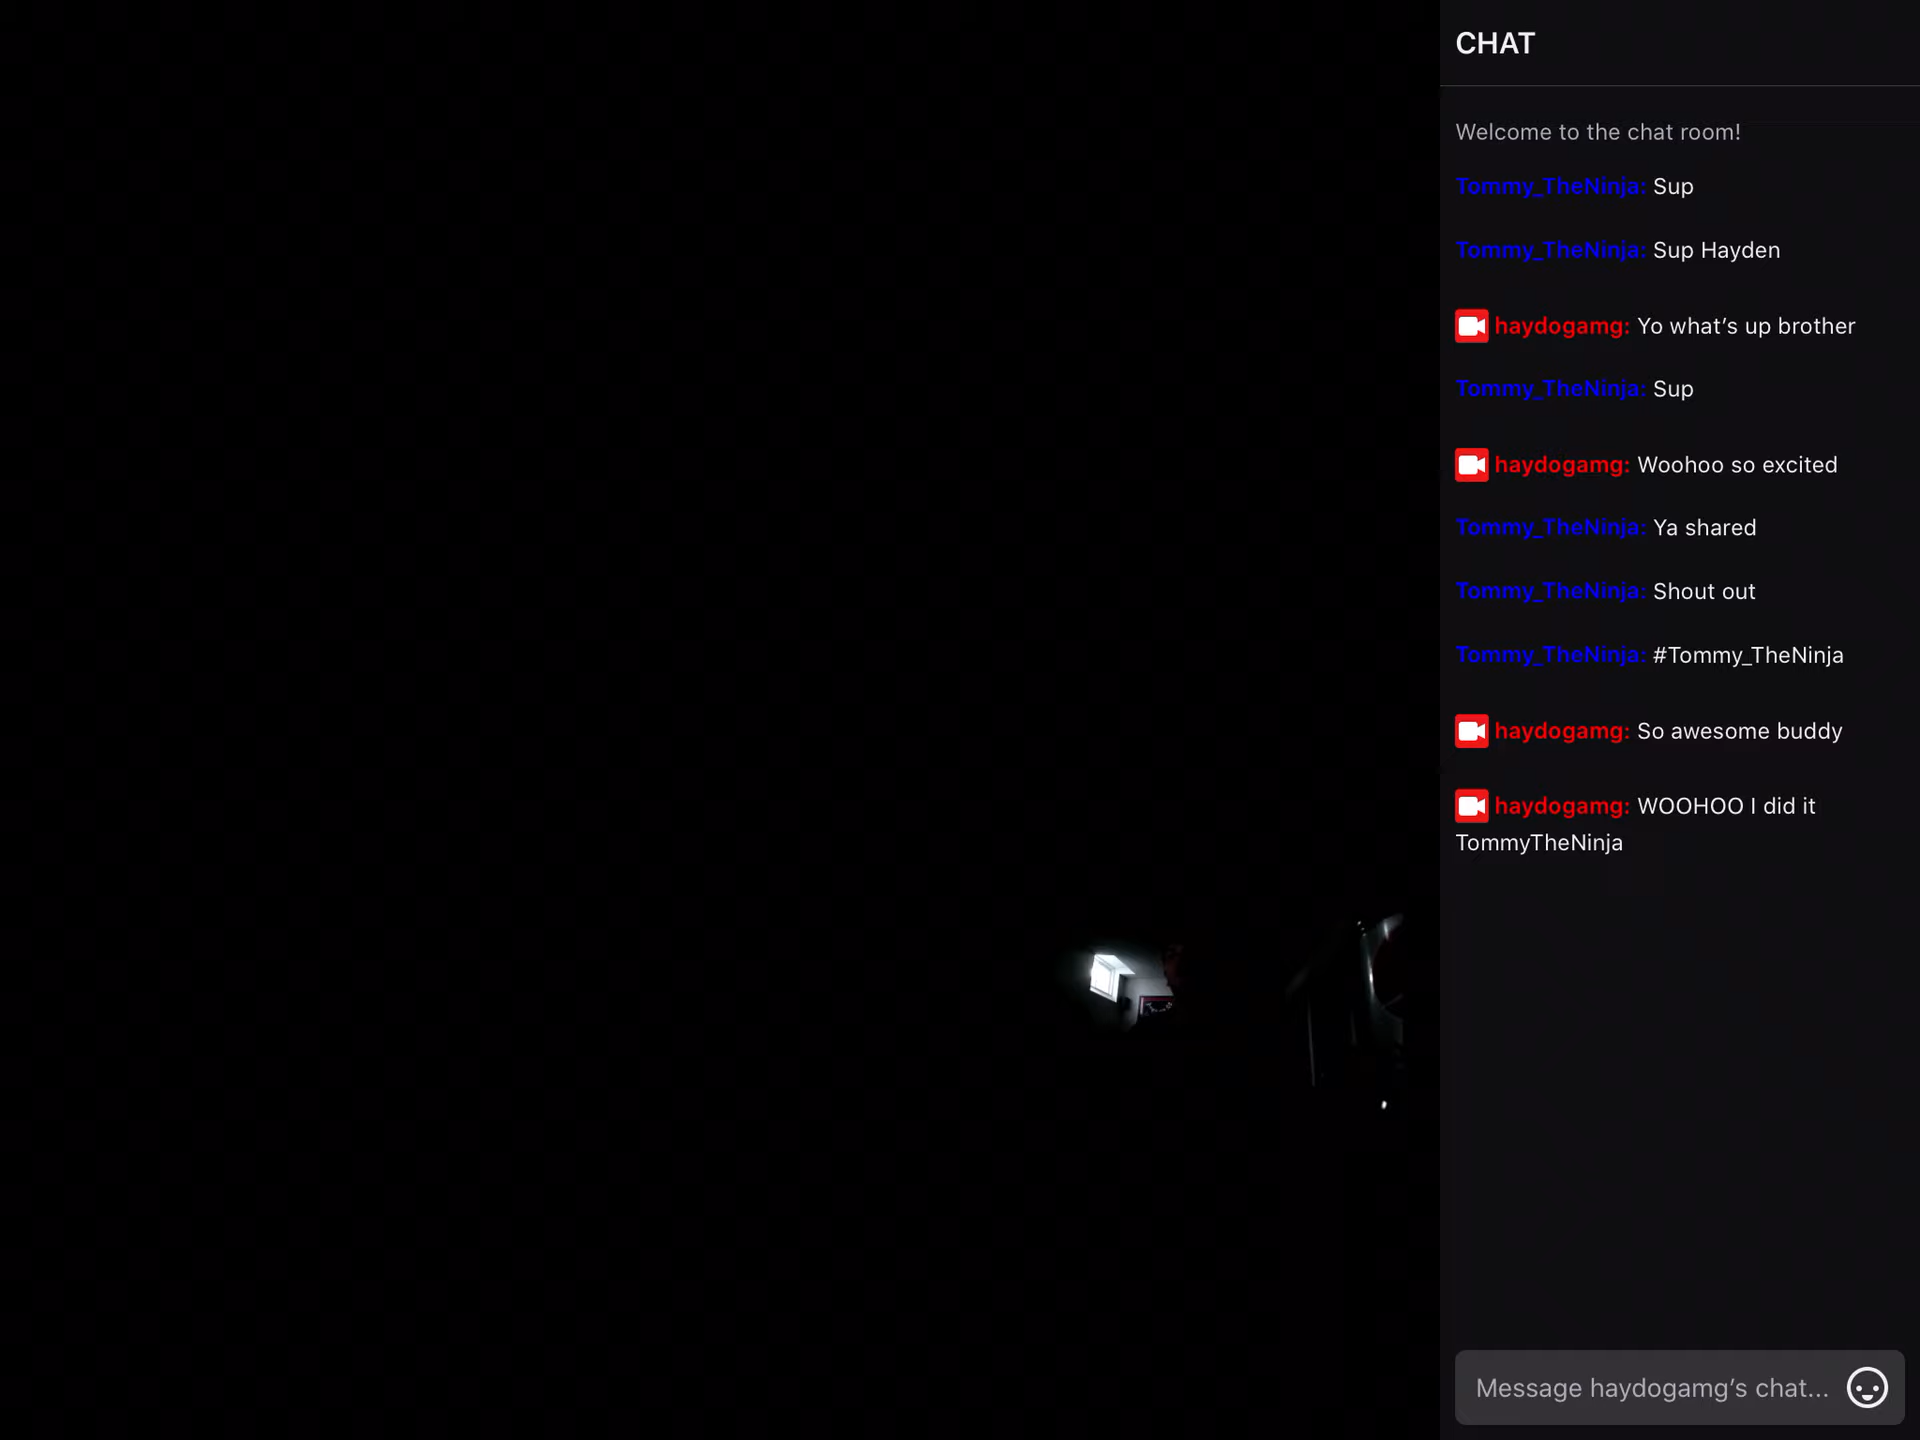 CHAT
Welcome to the chat room!
Tommy_TheNinja: Sup
Tommy_TheNinja: Sup Hayden
haydogamg: Yo what’s up brother
Tommy_TheNinja: Sup
haydogamg: Woohoo so excited
Tommy_TheNinja: Ya shared
Tommy_TheNinja: Shout out
Tommy_TheNinja: #Tommy_TheNinja
haydogamg: So awesome buddy
haydogamg: WOOHOO I did it
TommyTheNinja
Message haydogamg’s chat...